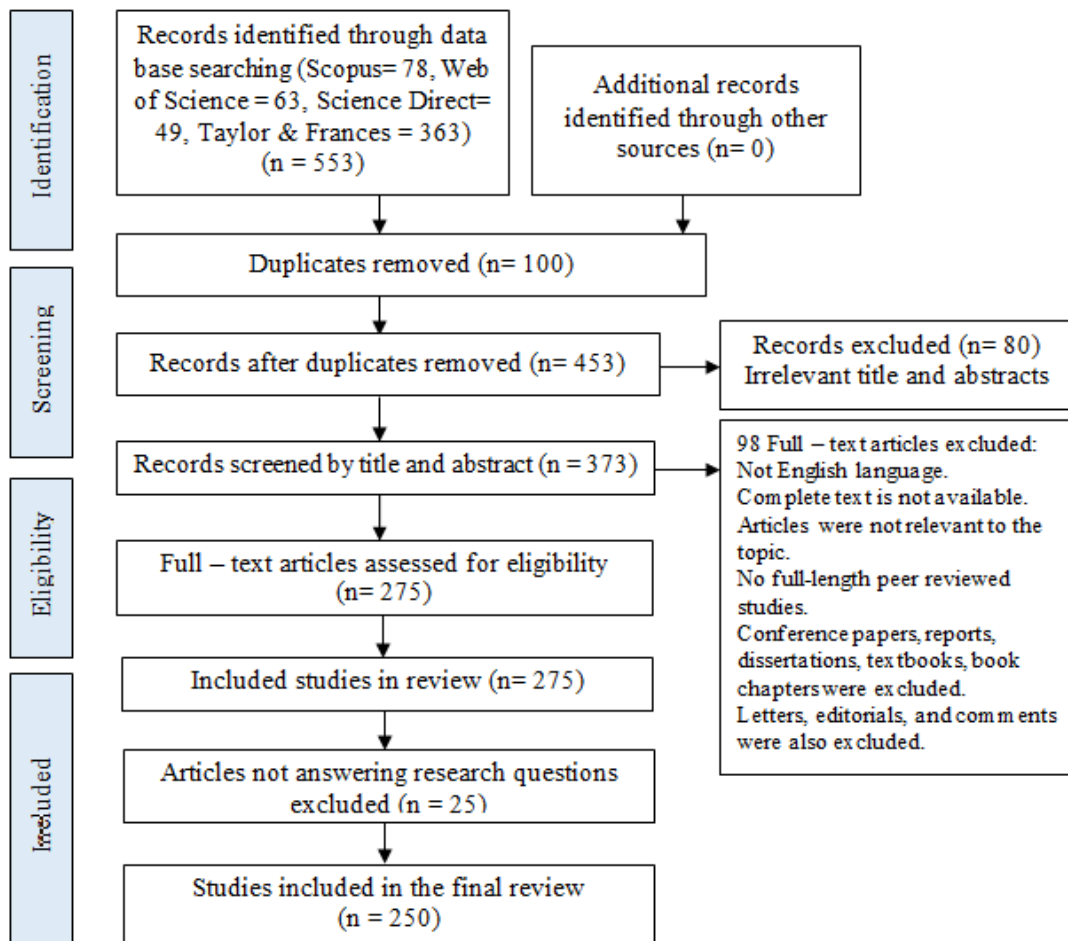 Identification
Records identified through data
base searching (Scopus= 78, Web
of Science = 63, Science Direct=
49, Taylor & Frances = 363)
(n = 553)
Additional records
identified through other
sources (n= 0)
Duplicates removed (n= 100)
Screening
Records after duplicates removed (n= 453)
Records excluded (n= 80)
Irrelevant title and abstracts
Records screened by title and abstract (n = 373)
98 Full – text articles excluded:
Not English language.
Complete text is not available.
Articles were not relevant to the
topic.
No full-length peer reviewed
studies.
Conference papers, reports,
dissertations, textbooks, book
chapters were excluded.
Letters, editorials, and comments
were also excluded.
Eligibility
Full – text articles assessed for eligibility
(n= 275)
Included
Included studies in review (n= 275)
Articles not answering research questions
excluded (n = 25)
Studies included in the final review
(n = 250)